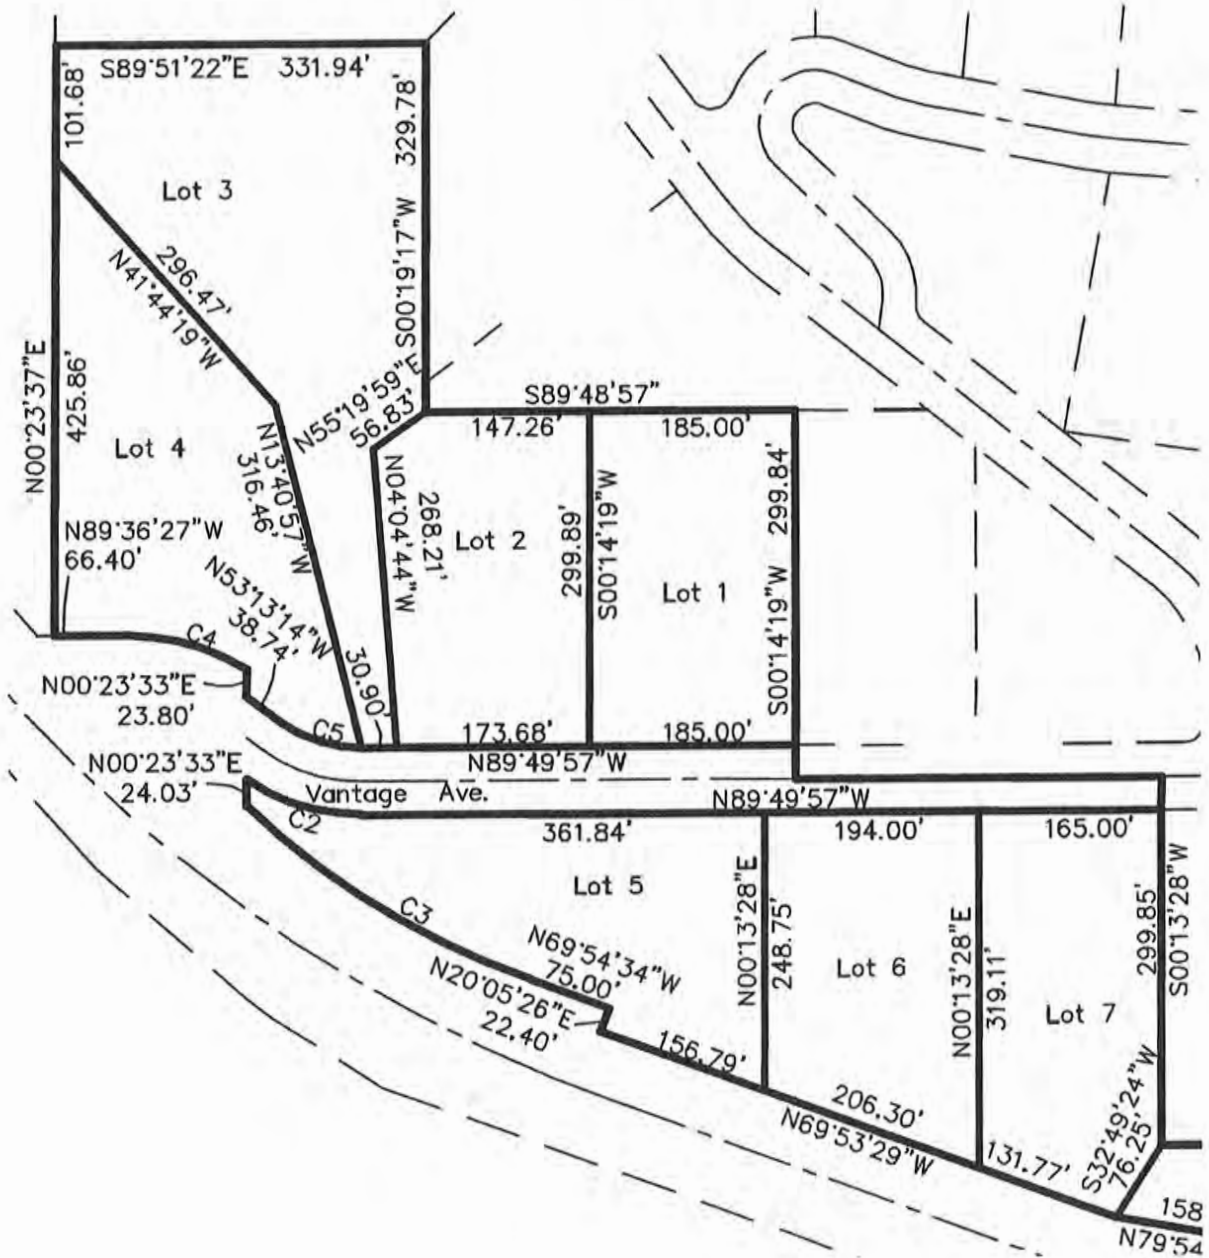 S89°51'22"E 331.94'
101.68'
329.78'
Lot 3
S00°19'17"W
296.47'
N41°44'19"W
N00°23'37"E
425.86'
N55°19'59"E
56.83'
S89°48'57"
147.26'
185.00'
Lot 4
N13°40'57"W
316.46'
N04°04'44"W
268.21'
Lot 2
299.89'
S00°14'19"W
Lot 1
S00°14'19"W 299.84'
N89°36'27"W
66.40'
N53°13'14"W
38.74'
C4
30.90'
N00°23'33"E
23.80'
C5
173.68'
185.00'
N89°49'57"W
N00°23'33"E
24.03'
Vantage Ave.
N89°49'57"W
C2
361.84'
194.00'
165.00'
Lot 5
C3
N00°13'28"E
248.75'
Lot 6
N00°13'28"E
319.11'
Lot 7
299.85'
S00°13'28"W
N69°54'34"W
75.00'
N20°05'26"E
22.40'
156.79'
206.30'
N69°53'29"W
131.77'
S32°49'24"W
76.25'
158
N79°54